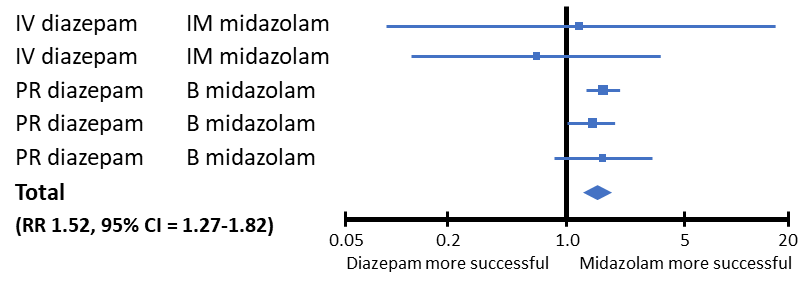 IV diazepam IM midazolam
IV diazepam IM midazolam
PR diazepam B midazolam
PR diazepam B midazolam
PR diazepam B midazolam
Total
(RR 1.52, 95% CI = 1.27-1.82)
0.05 0.2 1.0 5 20
Diazepam more successful Midazolam more successful